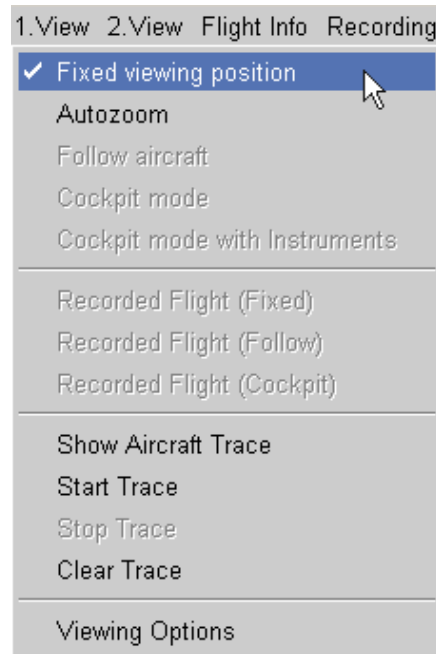 1.View 2.View Flight Info Recording
Fixed viewing position
Autozoom
Follow aircraft
Cockpit mode
Cockpit mode with Instruments
Recorded Flight (Fixed)
Recorded Flight (Follow)
Recorded Flight (Cockpit)
Show Aircraft Trace
Start Trace
Stop Trace
Clear Trace
Viewing Options